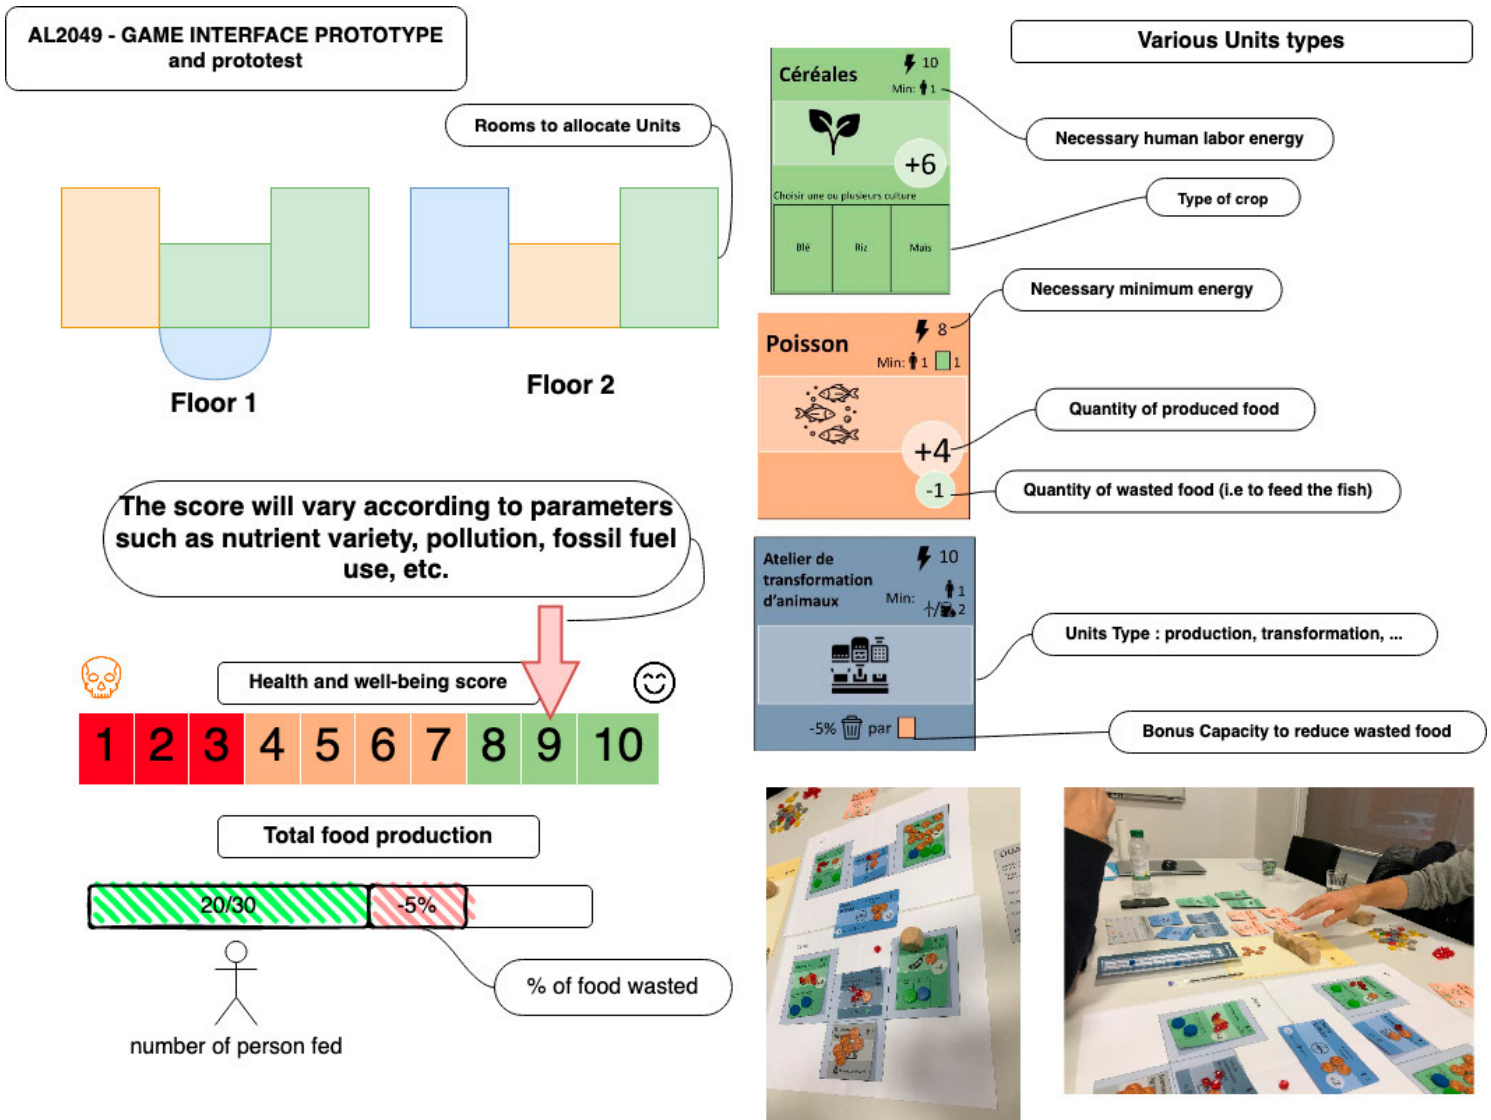 AL2049 - GAME INTERFACE PROTOTYPE
and prototest
Rooms to allocate Units
Floor 1
Floor 2
The score will vary according to parameters
such as nutrient variety, pollution, fossil fuel
use, etc.
Health and well-being score
1 2 3 4 5 6 7 8 9 10
Total food production
20/30
-5%
% of food wasted
number of person fed
Various Units types
Céréales
10
Min: 1
+6
Choisir une ou plusieurs culture
Blé
Riz
Maïs
Necessary human labor energy
Type of crop
Necessary minimum energy
Poisson
8
Min: 1 1
+4
-1
Quantity of produced food
Quantity of wasted food (i.e to feed the fish)
Atelier de
transformation
d'animaux
10
Min:
1
/ 2
-5% par
Units Type : production, transformation, ...
Bonus Capacity to reduce wasted food